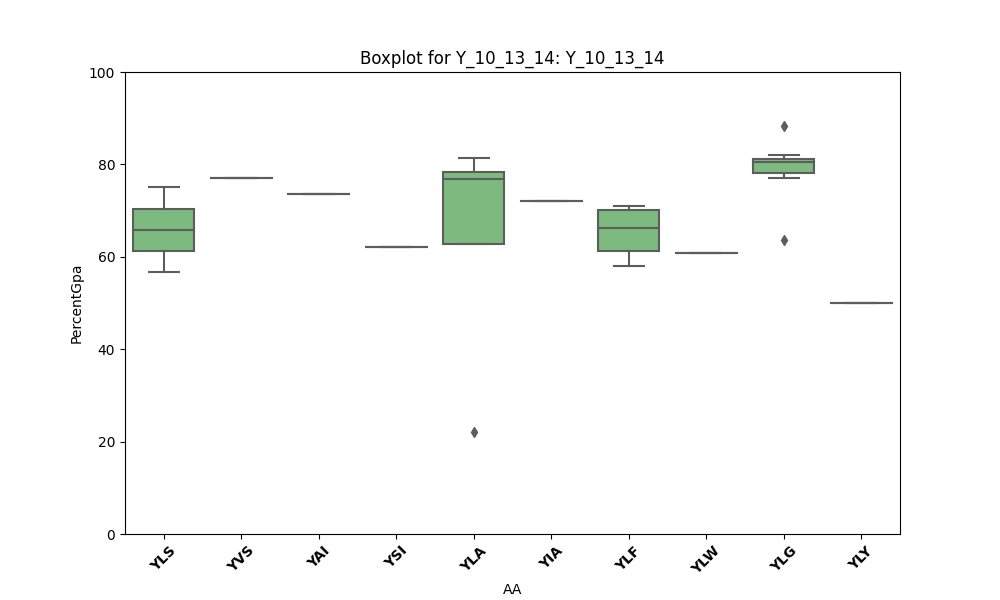 Boxplot for Y_10_13_14: Y_10_13_14
100
80
60
40
20
0
PercentGpa
YLS
YVS
YAI
YSI
YLA
YIA
YLF
YLW
YLG
YLY
AA